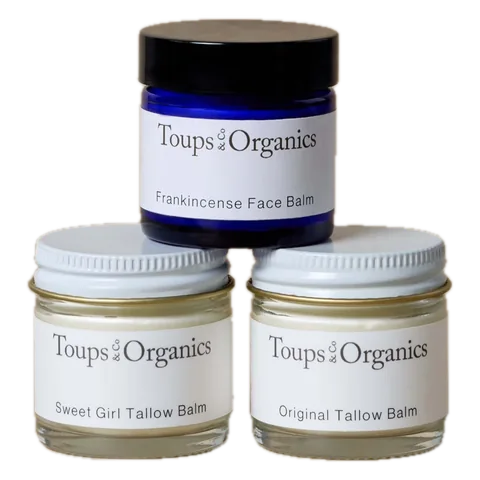 Toups & Co Organics
Frankincense Face Balm
Toups & Co Organics
Sweet Girl Tallow Balm
Toups & Co Organics
Original Tallow Balm